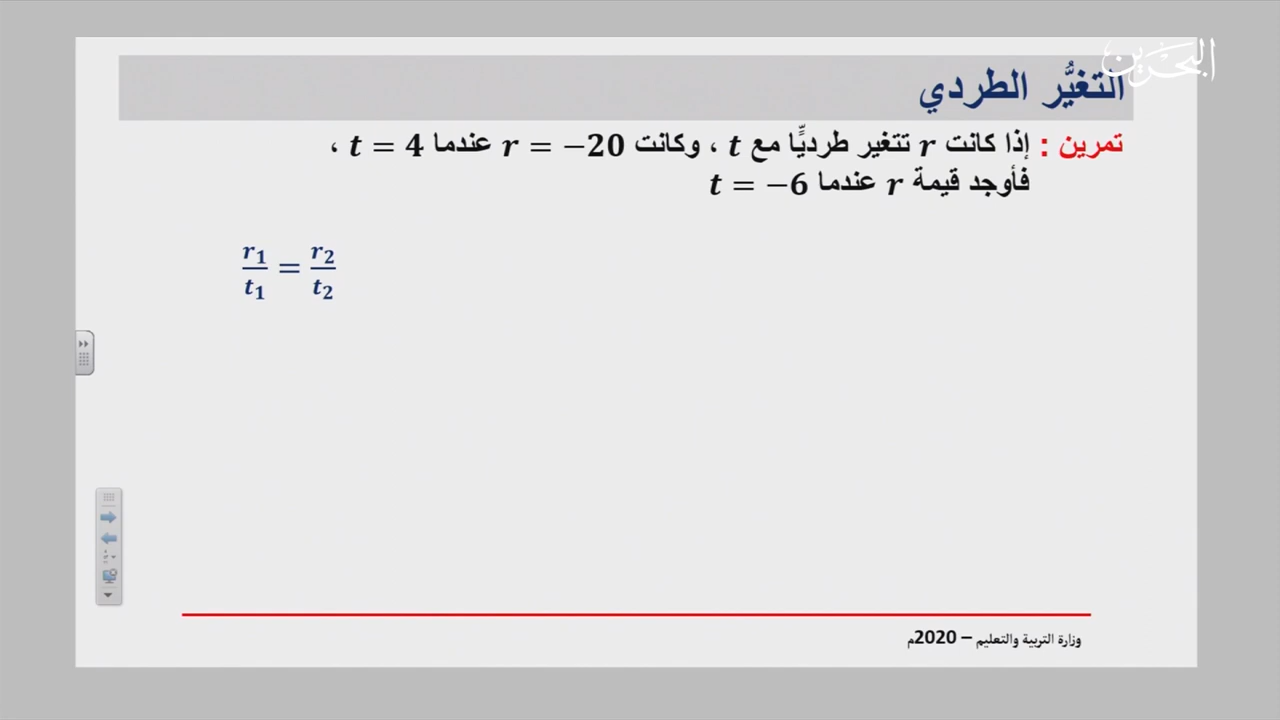 البحرين
التغيُّر الطردي
تمرين : إذا كانت r تتغير طرديًّا مع t ، وكانت r = −20 عندما t = 4 ،
فأوجد قيمة r عندما t = −6
r₁/t₁ = r₂/t₂
وزارة التربية والتعليم – 2020م